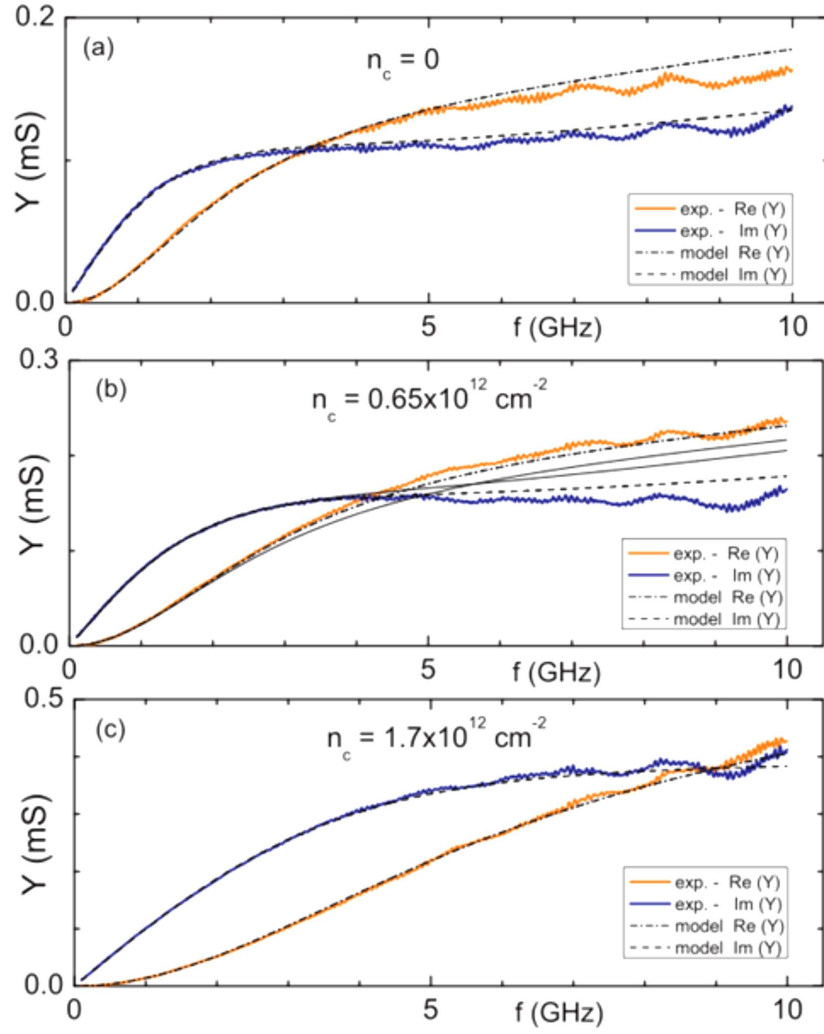 0.2
(a)
n_c = 0
Y (mS)
exp. - Re (Y)
exp. - Im (Y)
model Re (Y)
model Im (Y)
0.0
0
5
f (GHz)
10
0.3
(b)
n_c = 0.65x10^12 cm^-2
Y (mS)
exp. - Re (Y)
exp. - Im (Y)
model Re (Y)
model Im (Y)
0.0
0
5
f (GHz)
10
0.5
(c)
n_c = 1.7x10^12 cm^-2
Y (mS)
exp. - Re (Y)
exp. - Im (Y)
model Re (Y)
model Im (Y)
0.0
0
5
f (GHz)
10